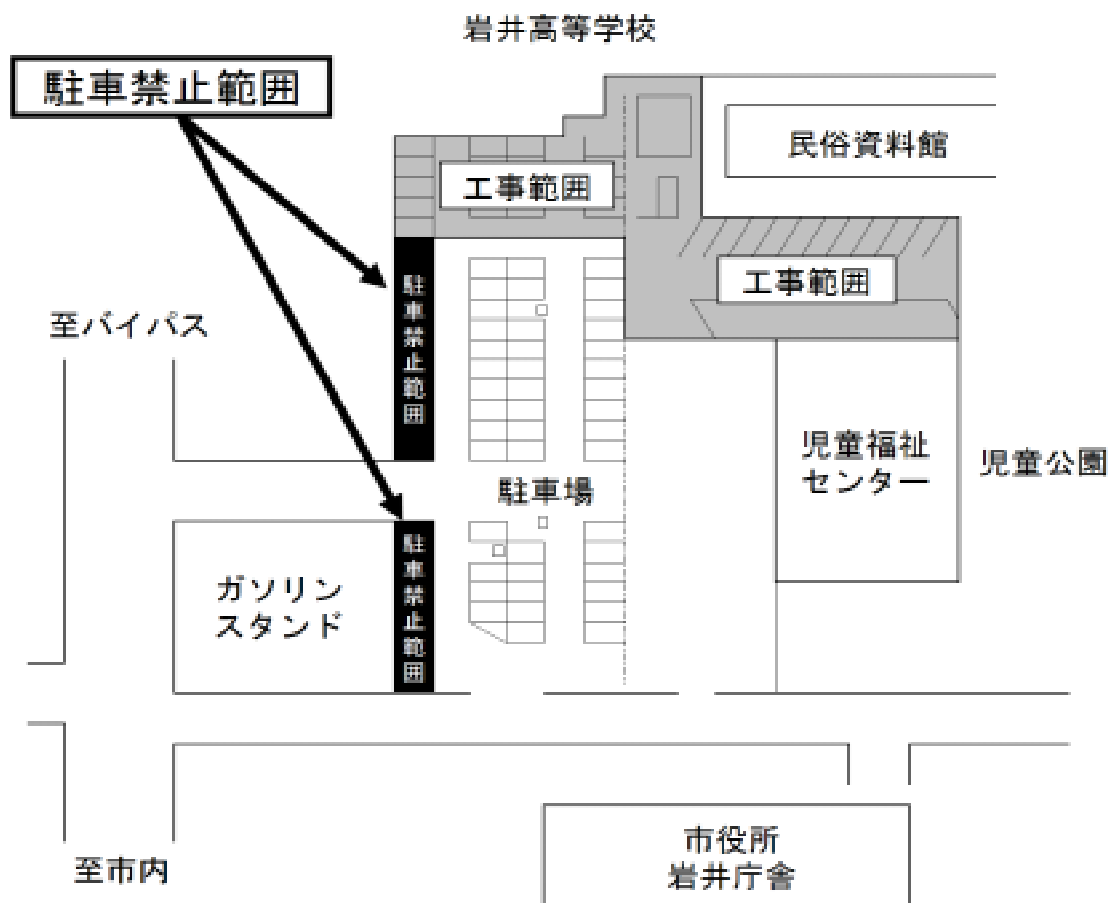 岩井高等学校
駐車禁止範囲
民俗資料館
工事範囲
工事範囲
駐車禁止範囲
至バイパス
児童福祉
センター
児童公園
駐車場
駐車禁止範囲
ガソリン
スタンド
市役所
岩井庁舎
至市内